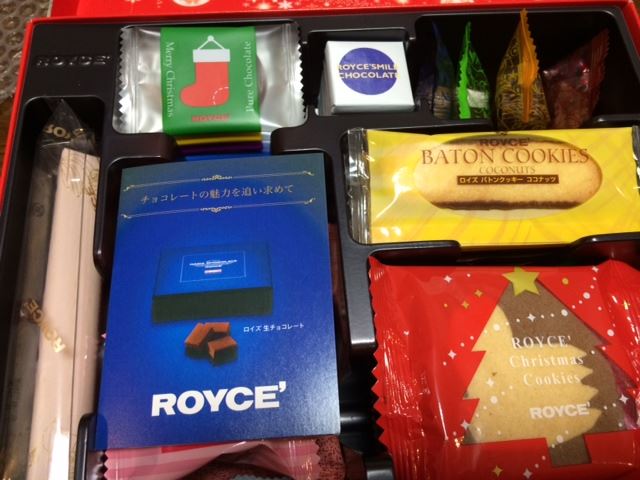 ROYCE'
Merry Christmas
Pure Chocolate
ROYCE'
ROYCE'SMIL
CHOCOLATE
ROYCE'
BATON COOKIES
COCONUTS
ロイズ バトンクッキー ココナッツ
チョコレートの魅力を追い求めて
ロイズ 生チョコレート
ROYCE'
ROYCE'
ROYCE'
Christmas
Cookies
ROYCE'